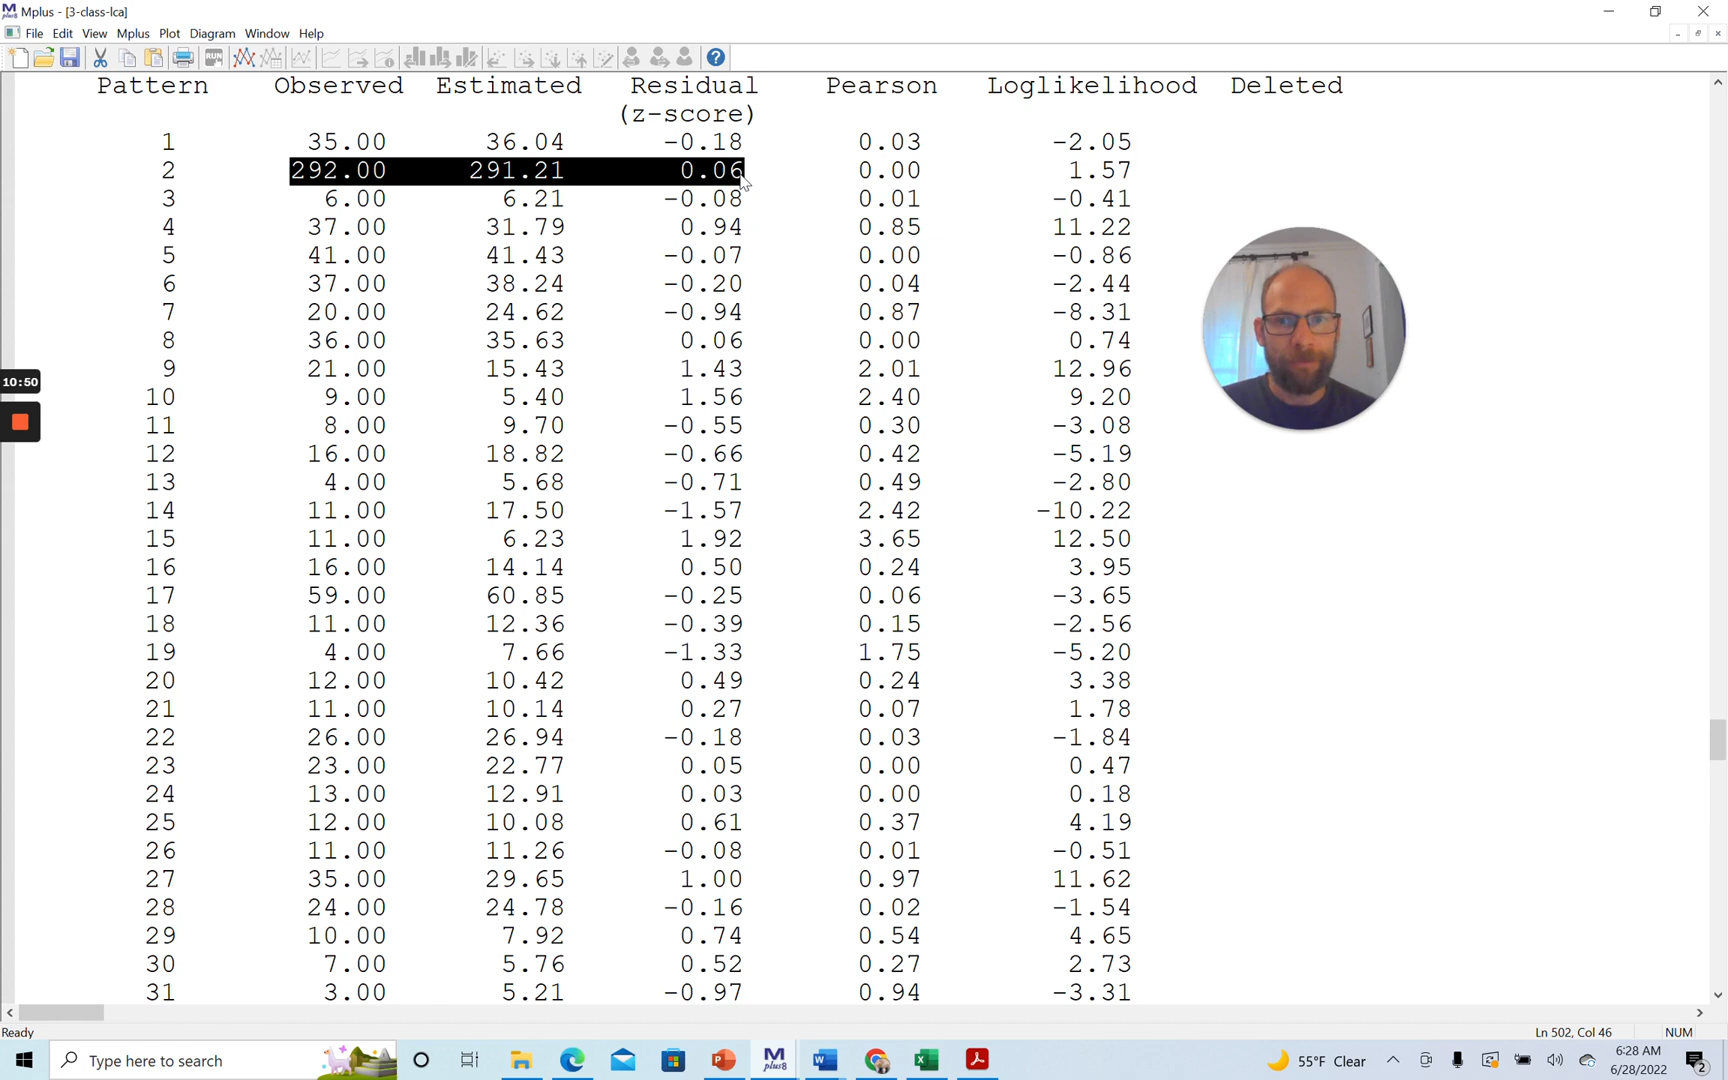 Mplus - [3-class-lca]
File Edit View Mplus Plot Diagram Window Help
RUN
Pattern Observed Estimated Residual Pearson Loglikelihood Deleted
(z-score)
1 35.00 36.04 -0.18 0.03 -2.05
2 292.00 291.21 0.06 0.00 1.57
3 6.00 6.21 -0.08 0.01 -0.41
4 37.00 31.79 0.94 0.85 11.22
5 41.00 41.43 -0.07 0.00 -0.86
6 37.00 38.24 -0.20 0.04 -2.44
7 20.00 24.62 -0.94 0.87 -8.31
8 36.00 35.63 0.06 0.00 0.74
9 21.00 15.43 1.43 2.01 12.96
10 9.00 5.40 1.56 2.40 9.20
11 8.00 9.70 -0.55 0.30 -3.08
12 16.00 18.82 -0.66 0.42 -5.19
13 4.00 5.68 -0.71 0.49 -2.80
14 11.00 17.50 -1.57 2.42 -10.22
15 11.00 6.23 1.92 3.65 12.50
16 16.00 14.14 0.50 0.24 3.95
17 59.00 60.85 -0.25 0.06 -3.65
18 11.00 12.36 -0.39 0.15 -2.56
19 4.00 7.66 -1.33 1.75 -5.20
20 12.00 10.42 0.49 0.24 3.38
21 11.00 10.14 0.27 0.07 1.78
22 26.00 26.94 -0.18 0.03 -1.84
23 23.00 22.77 0.05 0.00 0.47
24 13.00 12.91 0.03 0.00 0.18
25 12.00 10.08 0.61 0.37 4.19
26 11.00 11.26 -0.08 0.01 -0.51
27 35.00 29.65 1.00 0.97 11.62
28 24.00 24.78 -0.16 0.02 -1.54
29 10.00 7.92 0.74 0.54 4.65
30 7.00 5.76 0.52 0.27 2.73
31 3.00 5.21 -0.97 0.94 -3.31
10:50
Ready Ln 502, Col 46 NUM
Type here to search
55°F Clear
6:28 AM
6/28/2022
2